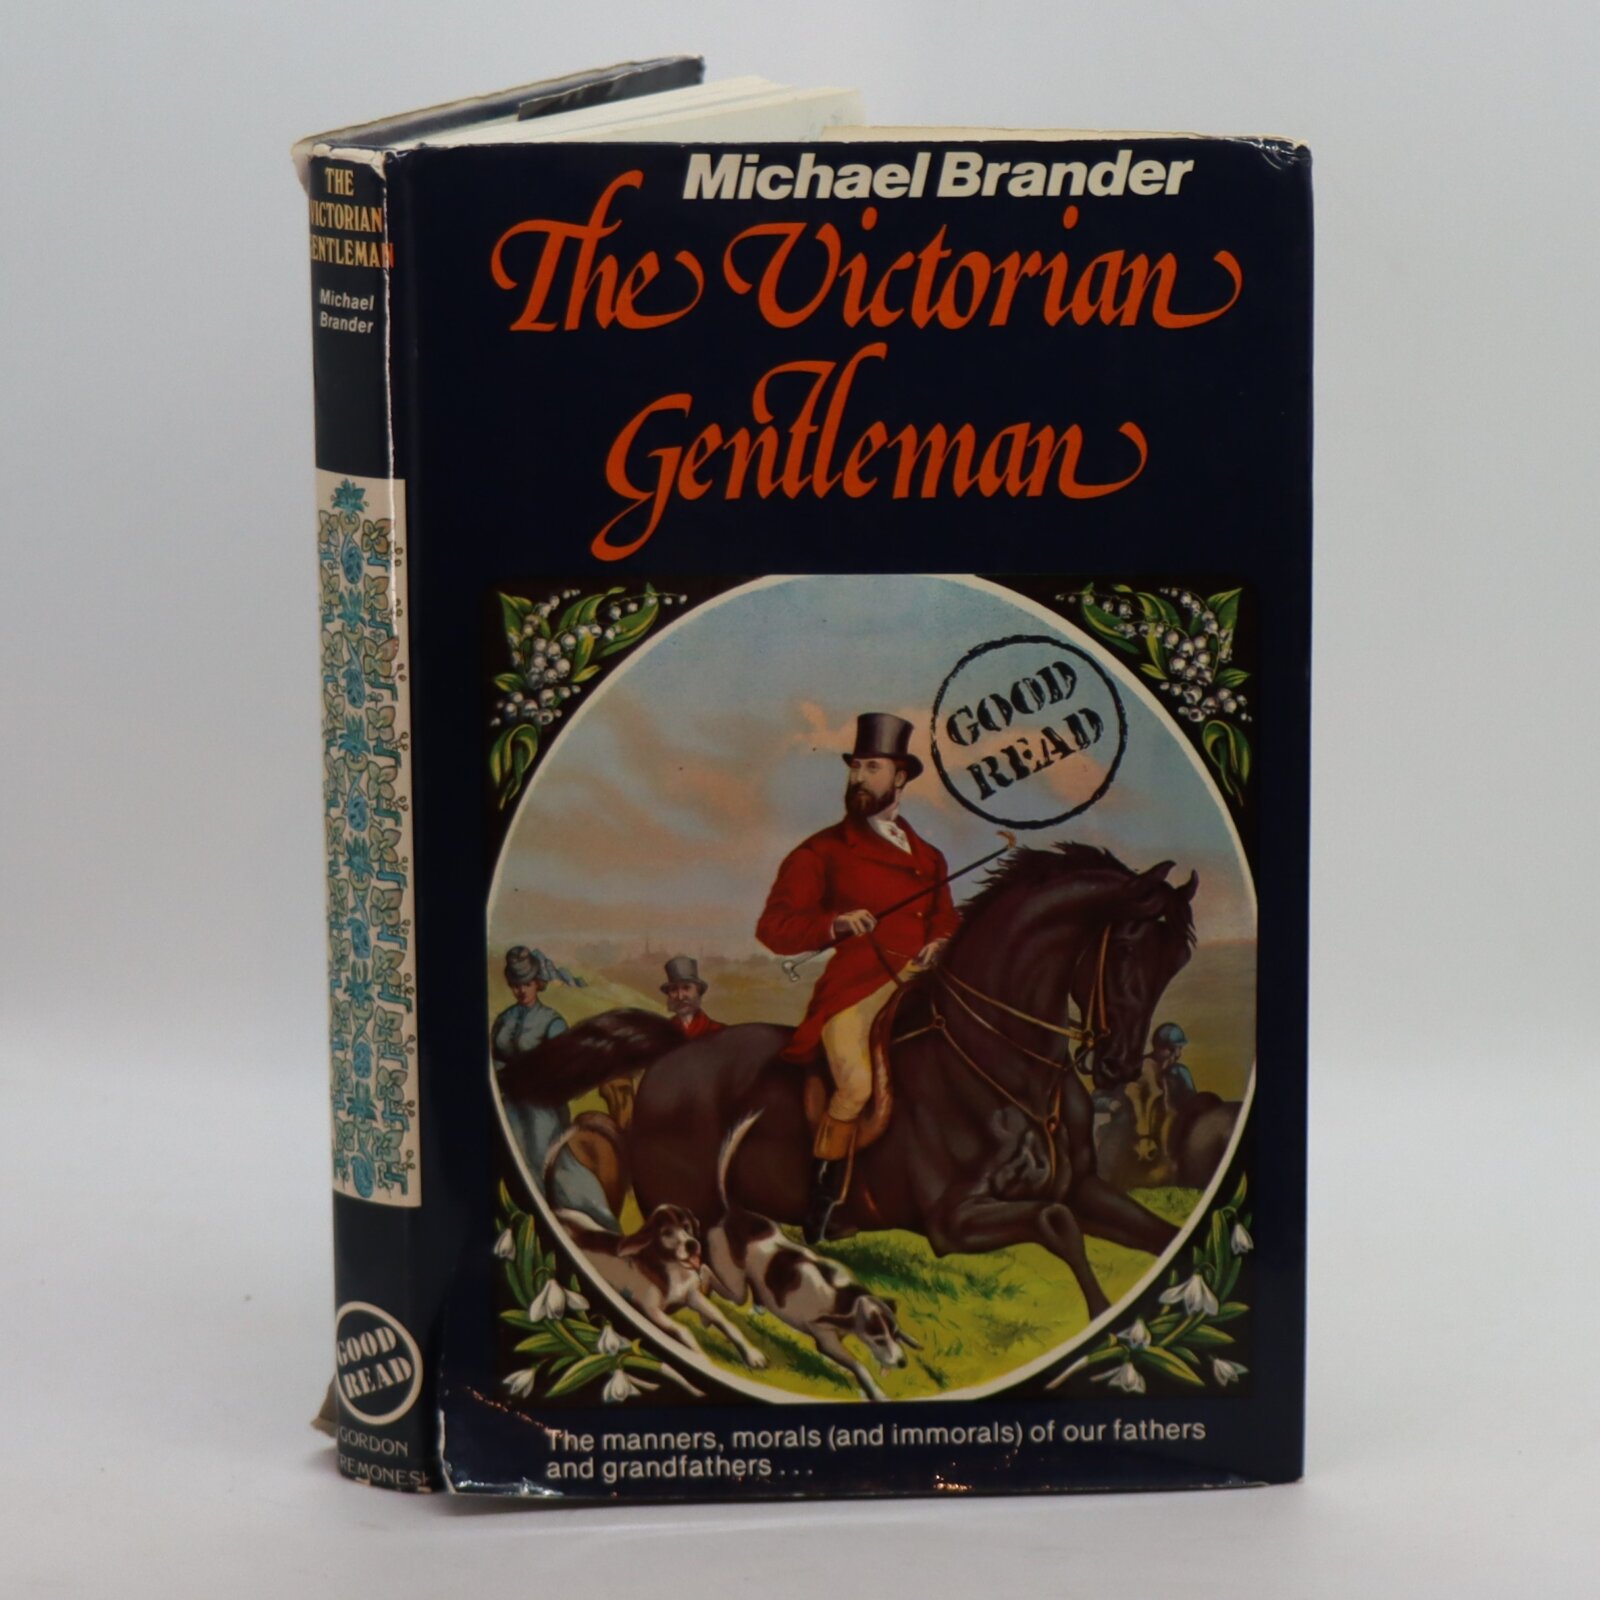 Michael Brander
The Victorian
Gentleman
GOOD
READ
The manners, morals (and immorals) of our fathers
and grandfathers...
THE
VICTORIAN
GENTLEMAN
Michael
Brander
GOOD
READ
GORDON
CREMONESI